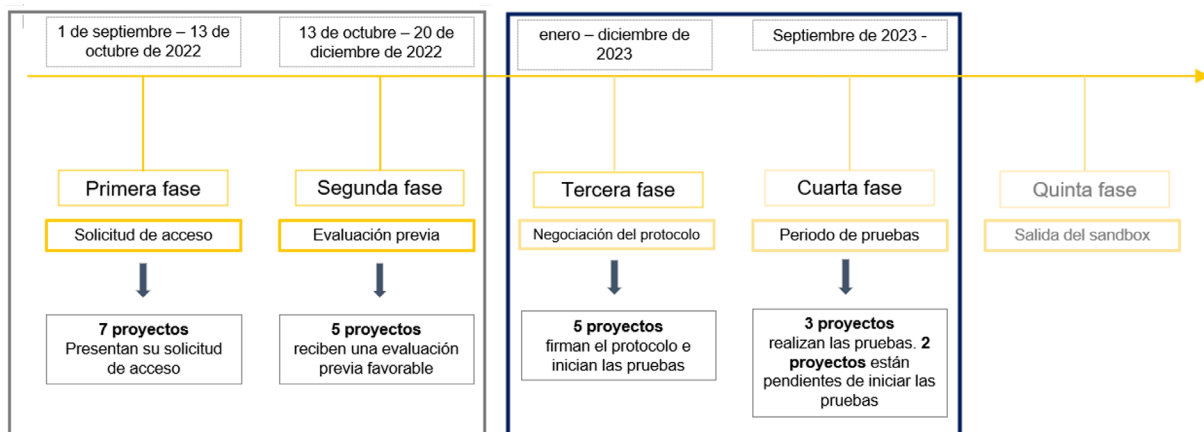 1 de septiembre – 13 de
octubre de 2022
13 de octubre – 20 de
diciembre de 2022
enero – diciembre de
2023
Septiembre de 2023 -
Primera fase
Segunda fase
Tercera fase
Cuarta fase
Quinta fase
Solicitud de acceso
Evaluación previa
Negociación del protocolo
Periodo de pruebas
Salida del sandbox
7 proyectos
Presentan su solicitud
de acceso
5 proyectos
reciben una evaluación
previa favorable
5 proyectos
firman el protocolo e
inician las pruebas
3 proyectos
realizan las pruebas. 2
proyectos están
pendientes de iniciar las
pruebas